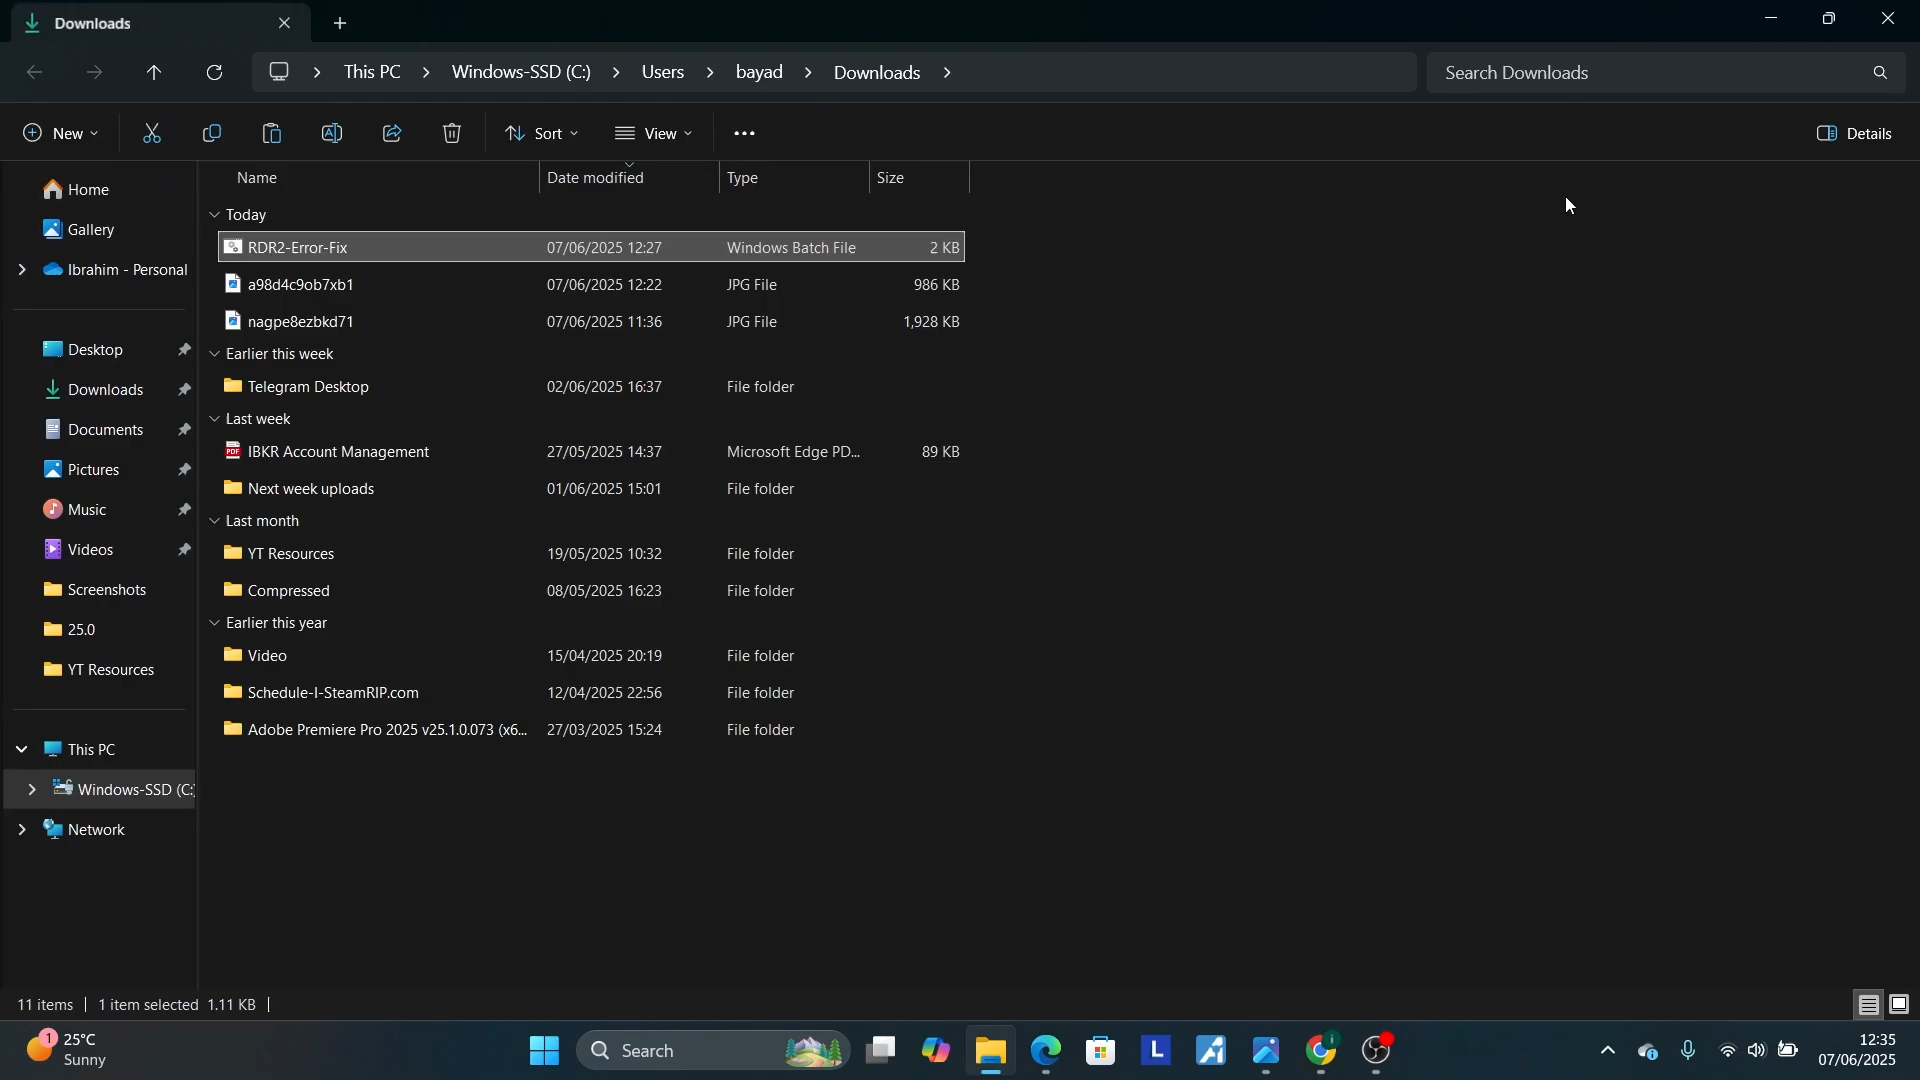 Downloads
This PC
Windows-SSD (C:)
Users
bayad
Downloads
Search Downloads
New
Sort
View
Details
Name Date modified Type Size
Today
RDR2-Error-Fix 07/06/2025 12:27 Windows Batch File 2 KB
a98d4c9ob7xb1 07/06/2025 12:22 JPG File 986 KB
nagpe8ezbkd71 07/06/2025 11:36 JPG File 1,928 KB
Earlier this week
Telegram Desktop 02/06/2025 16:37 File folder
Last week
IBKR Account Management 27/05/2025 14:37 Microsoft Edge PD... 89 KB
Next week uploads 01/06/2025 15:01 File folder
Last month
YT Resources 19/05/2025 10:32 File folder
Compressed 08/05/2025 16:23 File folder
Earlier this year
Video 15/04/2025 20:19 File folder
Schedule-I-SteamRIP.com 12/04/2025 22:56 File folder
Adobe Premiere Pro 2025 v25.1.0.073 (x6... 27/03/2025 15:24 File folder
Home
Gallery
Ibrahim - Personal
Desktop
Downloads
Documents
Pictures
Music
Videos
Screenshots
25.0
YT Resources
This PC
Windows-SSD (C:)
Network
11 items
1 item selected 1.11 KB
1
25°C
Sunny
Search
L
12:35
07/06/2025